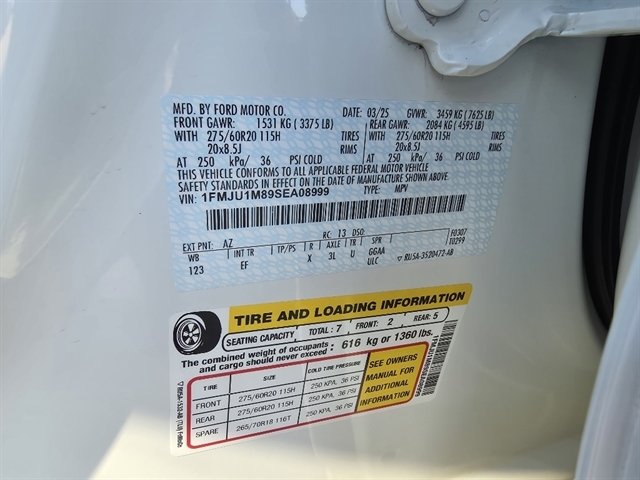 MFD. BY FORD MOTOR CO.
DATE: 03/25 GVWR: 3459 KG (7625 LB)
FRONT GAWR: 1531 KG (3375 LB) REAR GAWR: 2084 KG (4595 LB)
WITH 275/60R20 115H TIRES WITH 275/60R20 115H TIRES
20x8.5J RIMS 20x8.5J RIMS
AT 250 kPa/ 36 PSI COLD AT 250 kPa/ 36 PSI COLD
THIS VEHICLE CONFORMS TO ALL APPLICABLE FEDERAL MOTOR VEHICLE
SAFETY STANDARDS IN EFFECT ON THE DATE OF MANUFACTURE SHOWN ABOVE.
VIN: 1FMJU1M89SEA08999 TYPE: MPV
F0307
T0299
EXT PNT: AZ RC: 13 DSO:
WB INT TR TP/PS R AXLE TR SPR
123 EF X 3L U GGAA
ULC ▽ RU5A-3520472-AB
TIRE AND LOADING INFORMATION
SEATING CAPACITY TOTAL: 7 FRONT: 2 REAR: 5
The combined weight of occupants and cargo should never exceed : 616 kg or 1360 lbs.
TIRE SIZE COLD TIRE PRESSURE
FRONT 275/60R20 115H 250 KPA, 36 PSI
REAR 275/60R20 115H 250 KPA, 36 PSI
SPARE 265/70R18 116T 250 KPA, 36 PSI
SEE OWNERS
MANUAL FOR
ADDITIONAL
INFORMATION